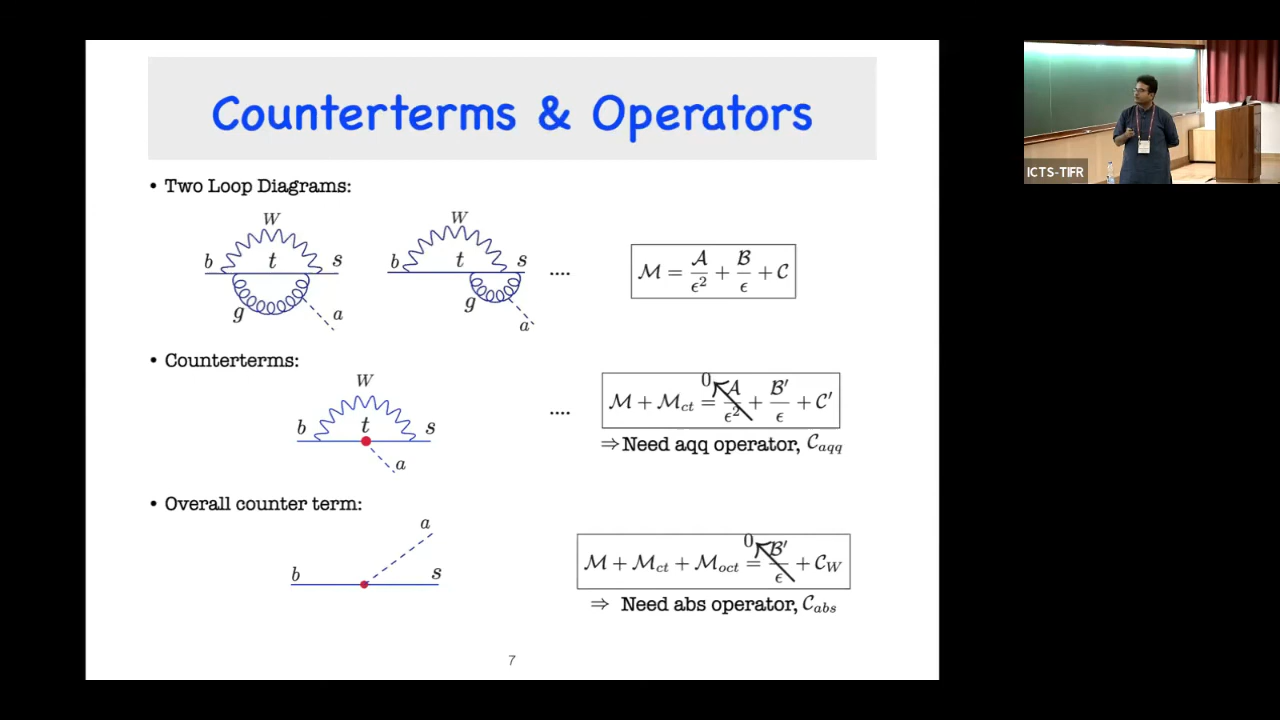 Counterterms & Operators
• Two Loop Diagrams:
W
b t s
g a
W
b t s
g a
....
M = A/ϵ² + B/ϵ + C
• Counterterms:
W
b t s
a
....
M + M_ct = A/ϵ² 0 + B′/ϵ + C′
⇒ Need aqq operator, C_aqq
• Overall counter term:
a
b s
M + M_ct + M_oct = B′/ϵ 0 + C_W
⇒ Need abs operator, C_abs
7
ICTS-TIFR